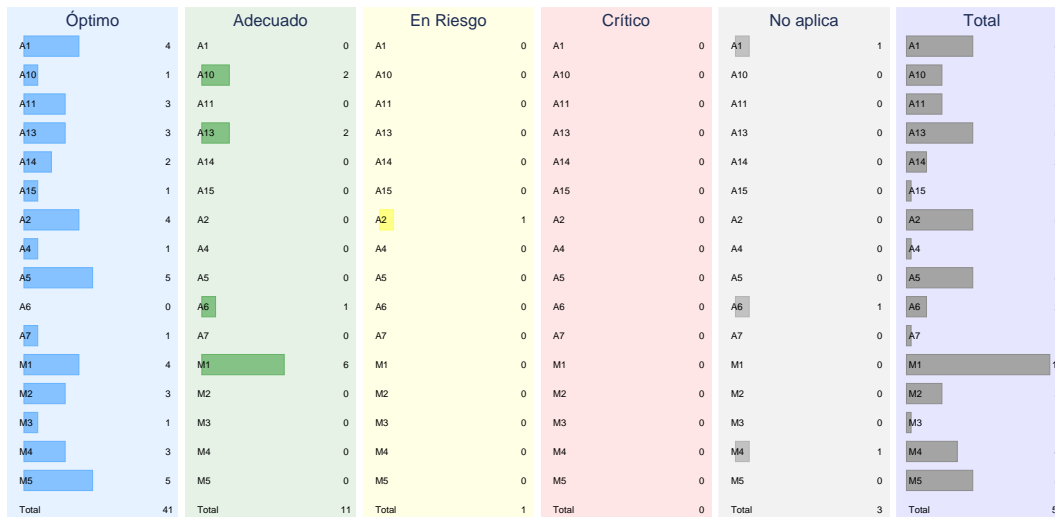 Óptimo Adecuado En Riesgo Crítico No aplica Total
A1 4 A1 0 A1 0 A1 0 A1 1 A1
A10 1 A10 2 A10 0 A10 0 A10 0 A10
A11 3 A11 0 A11 0 A11 0 A11 0 A11
A13 3 A13 2 A13 0 A13 0 A13 0 A13
A14 2 A14 0 A14 0 A14 0 A14 0 A14
A15 1 A15 0 A15 0 A15 0 A15 0 A15
A2 4 A2 0 A2 1 A2 0 A2 0 A2
A4 1 A4 0 A4 0 A4 0 A4 0 A4
A5 5 A5 0 A5 0 A5 0 A5 0 A5
A6 0 A6 1 A6 0 A6 0 A6 1 A6
A7 1 A7 0 A7 0 A7 0 A7 0 A7
M1 4 M1 6 M1 0 M1 0 M1 0 M1
M2 3 M2 0 M2 0 M2 0 M2 0 M2
M3 1 M3 0 M3 0 M3 0 M3 0 M3
M4 3 M4 0 M4 0 M4 0 M4 1 M4
M5 5 M5 0 M5 0 M5 0 M5 0 M5
Total 41 Total 11 Total 1 Total 0 Total 3 Total